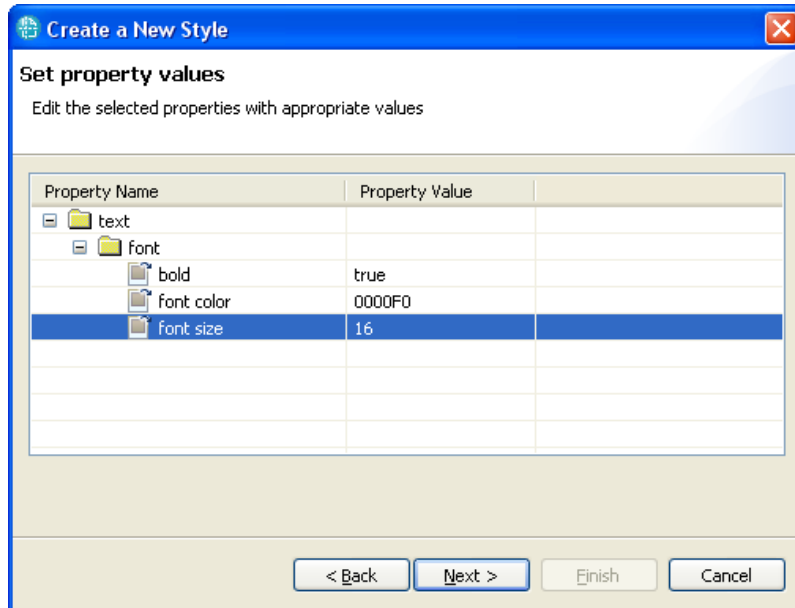 Create a New Style
Set property values
Edit the selected properties with appropriate values
Property Name Property Value
text
font
bold true
font color 0000F0
font size 16
< Back Next > Finish Cancel